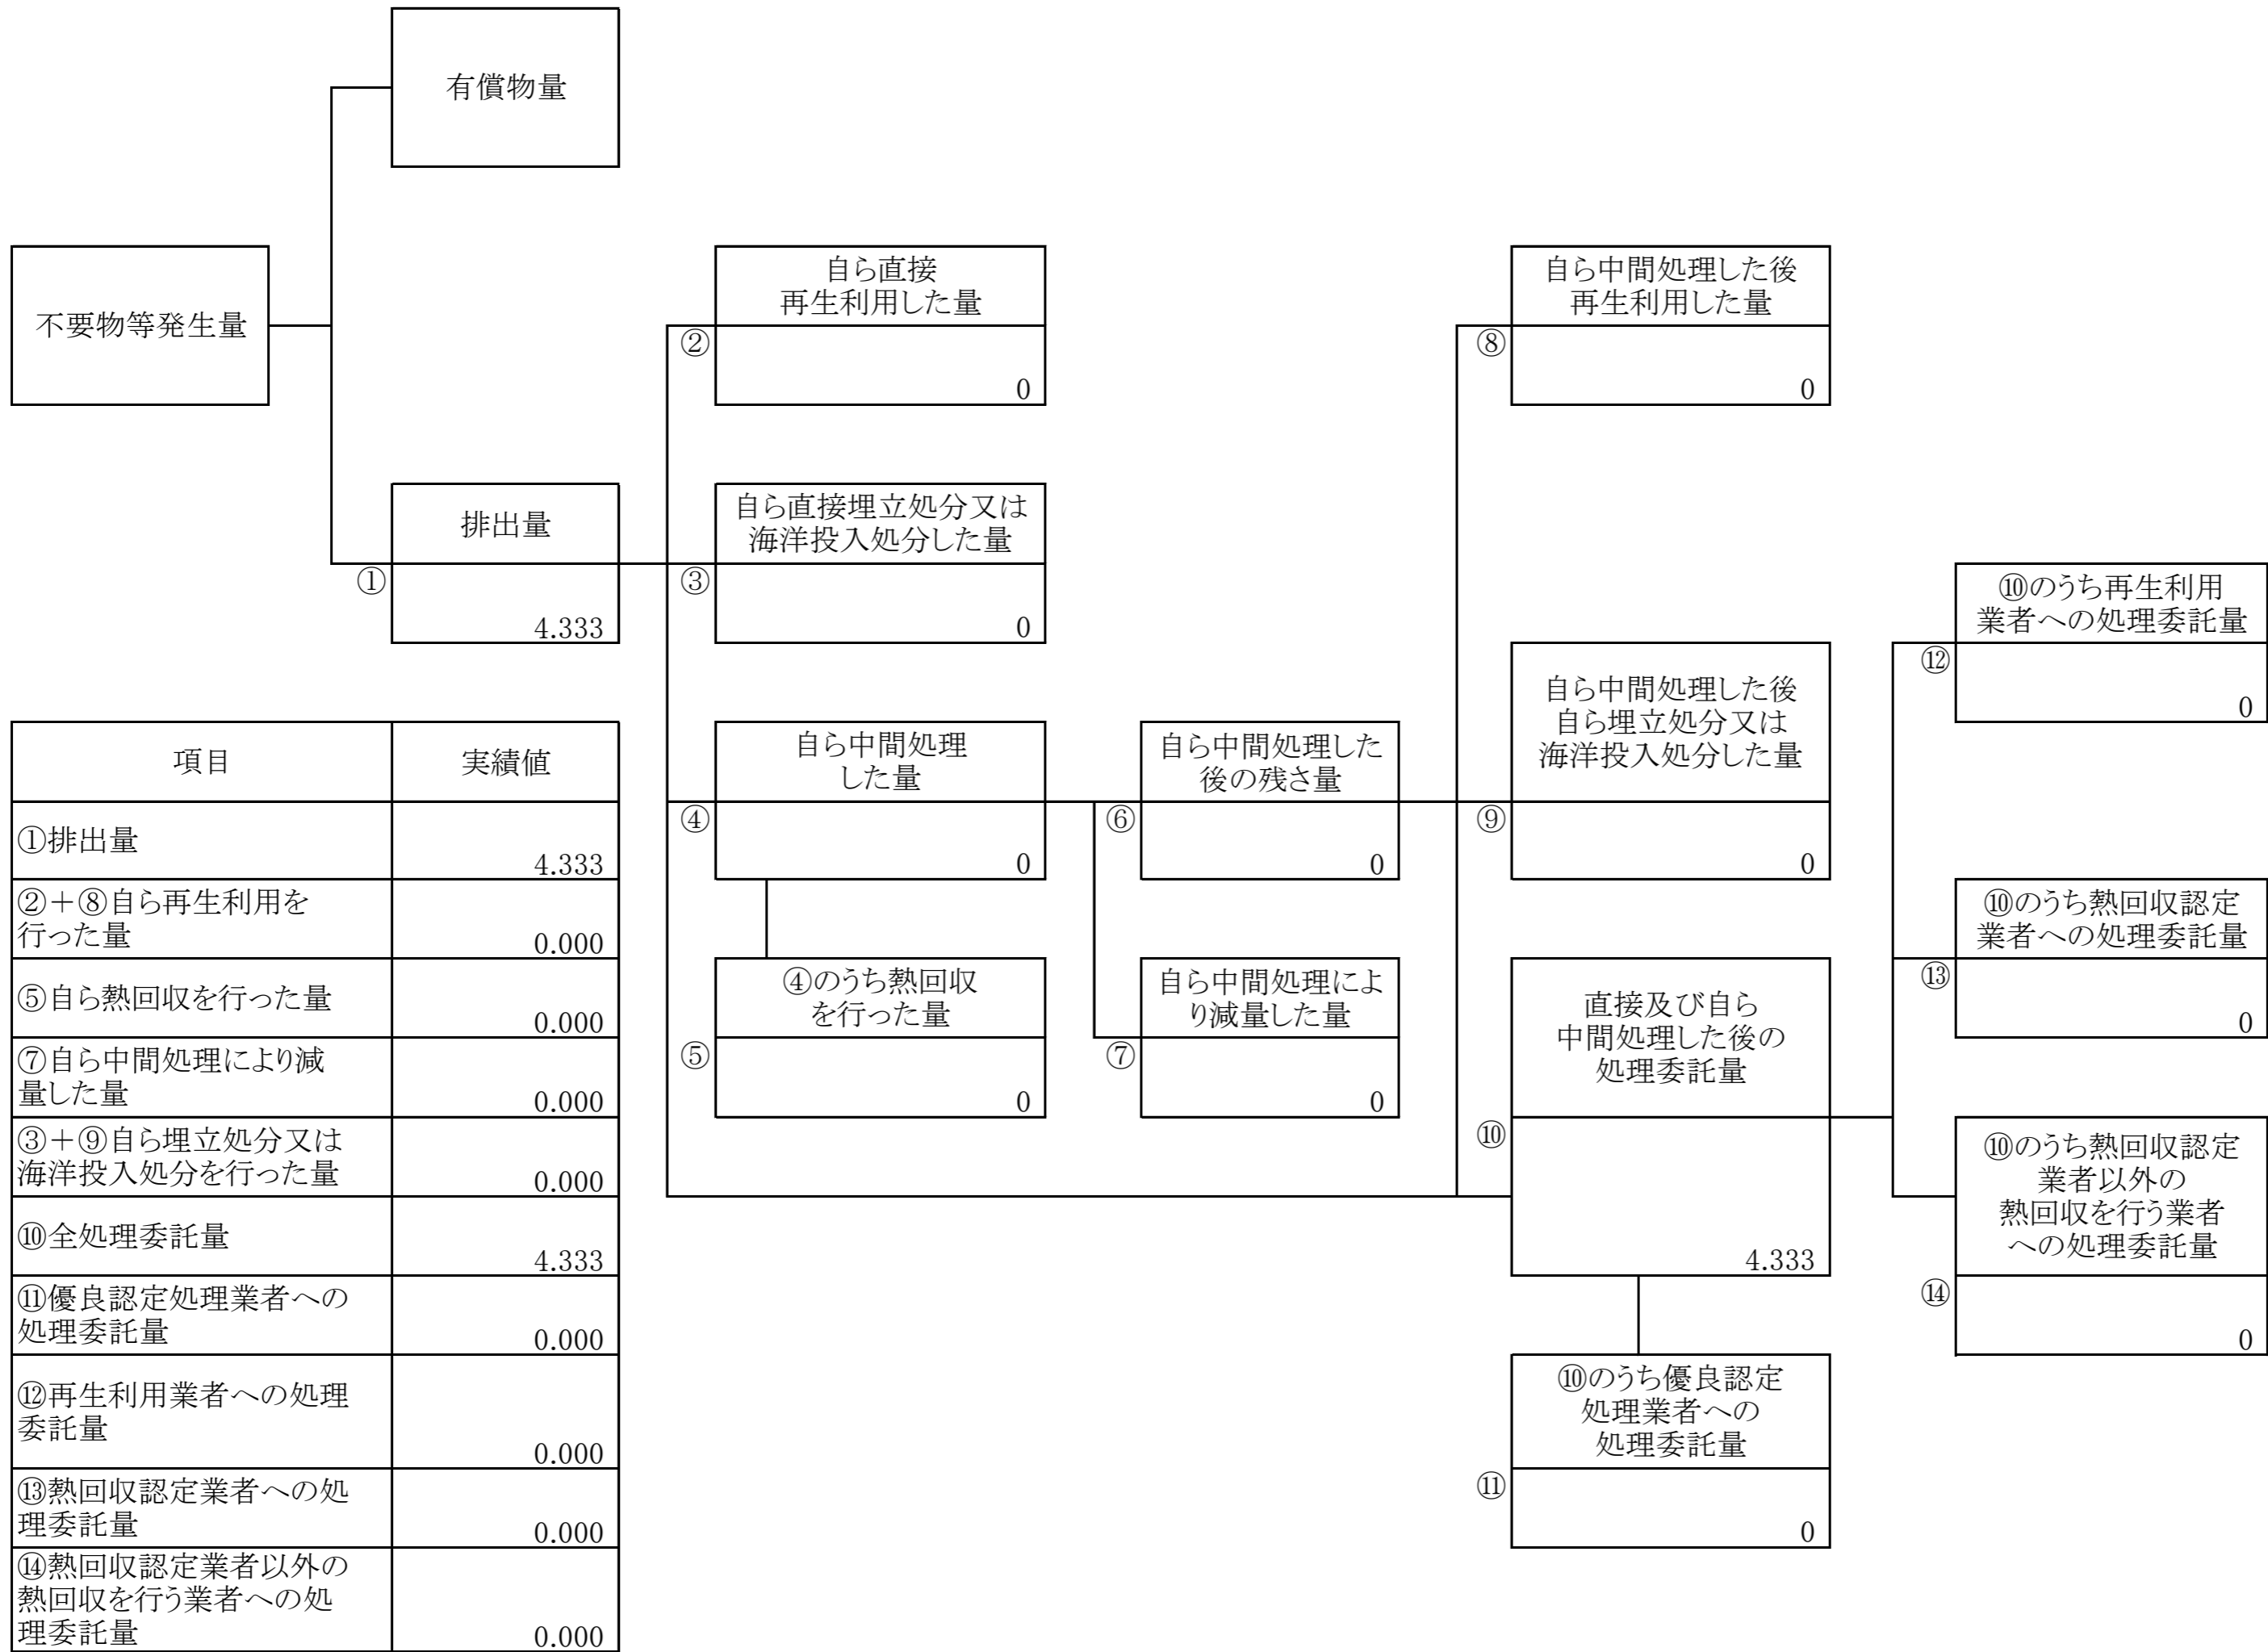 有償物量
不要物等発生量
自ら直接
再生利用した量
②
0
自ら中間処理した後
再生利用した量
⑧
0
排出量
①
4.333
自ら直接埋立処分又は
海洋投入処分した量
③
0
⑩のうち再生利用
業者への処理委託量
⑫
0
自ら中間処理
した量
④
0
自ら中間処理した
後の残さ量
⑥
0
自ら中間処理した後
自ら埋立処分又は
海洋投入処分した量
⑨
0
⑩のうち熱回収認定
業者への処理委託量
⑬
0
④のうち熱回収
を行った量
⑤
0
自ら中間処理によ
り減量した量
⑦
0
直接及び自ら
中間処理した後の
処理委託量
⑩
4.333
⑩のうち熱回収認定
業者以外の
熱回収を行う業者
への処理委託量
⑭
0
⑩のうち優良認定
処理業者への
処理委託量
⑪
0
項目 実績値
①排出量
4.333
②+⑧自ら再生利用を
行った量
0.000
⑤自ら熱回収を行った量
0.000
⑦自ら中間処理により減
量した量
0.000
③+⑨自ら埋立処分又は
海洋投入処分を行った量
0.000
⑩全処理委託量
4.333
⑪優良認定処理業者への
処理委託量
0.000
⑫再生利用業者への処理
委託量
0.000
⑬熱回収認定業者への処
理委託量
0.000
⑭熱回収認定業者以外の
熱回収を行う業者への処
理委託量
0.000